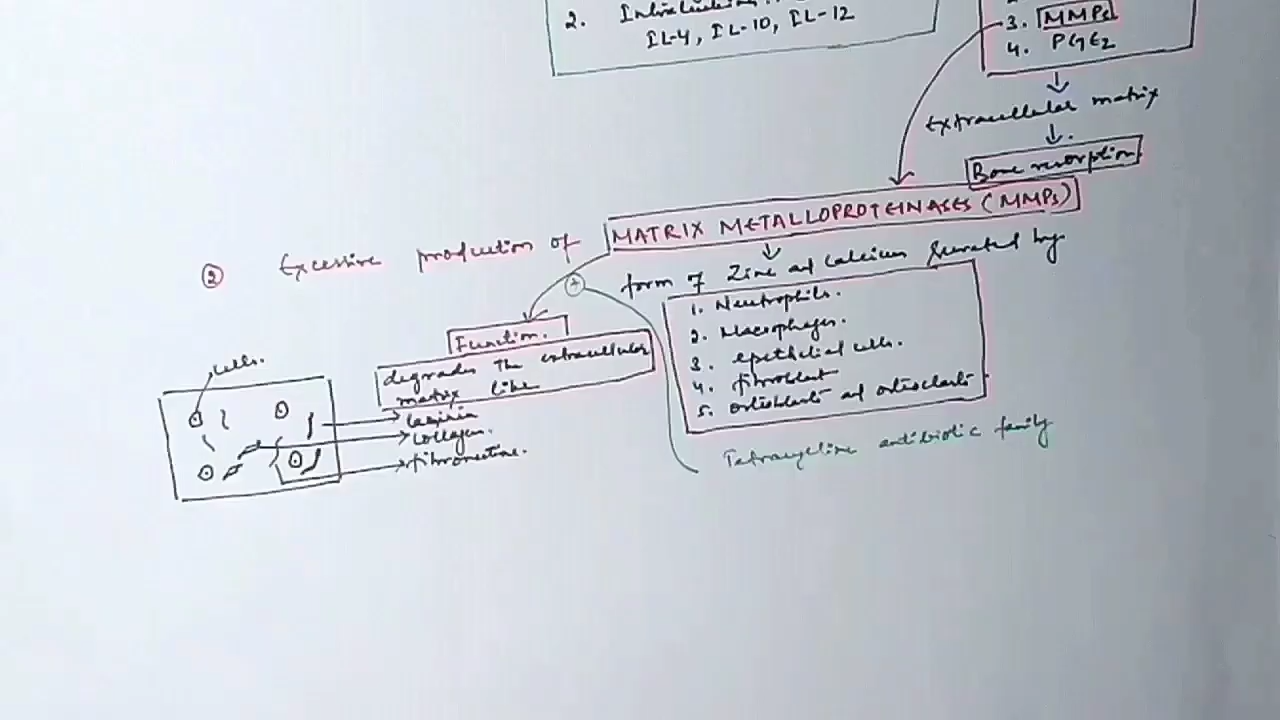 2.
IL-4, IL-10, IL-12
3. MMPs
4. PGE2
Extracellular matrix
Bone resorption
② Excessive production of MATRIX METALLOPROTEINASES (MMPs)
form of Zinc and calcium secreted by
1. Neutrophils.
2. Macrophages.
3. epethelial cells.
4. fibroblast
5. osteoblasts and osteoclasts
Function.
degrades the extracellular
matrix like
laminin
collagen.
fibronectine.
cells.
Tetracycline antibiotic family